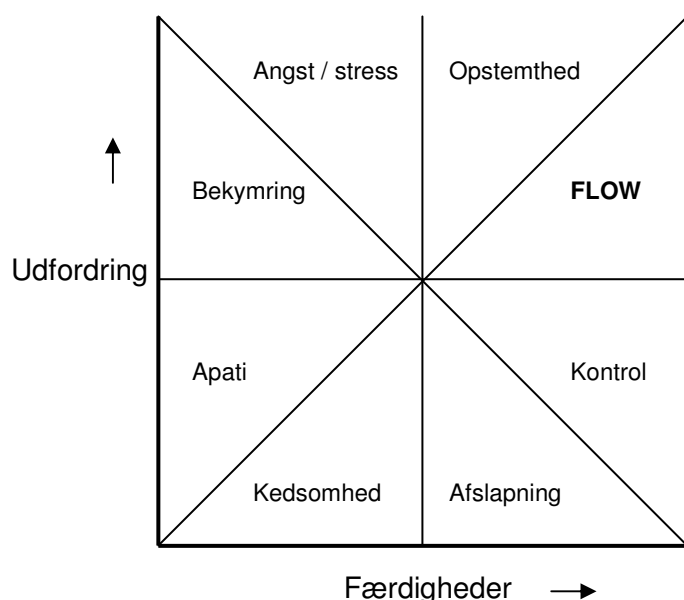 Angst / stress
Opstemthed
Bekymring
FLOW
Udfordring
Apati
Kontrol
Kedsomhed
Afslapning
Færdigheder